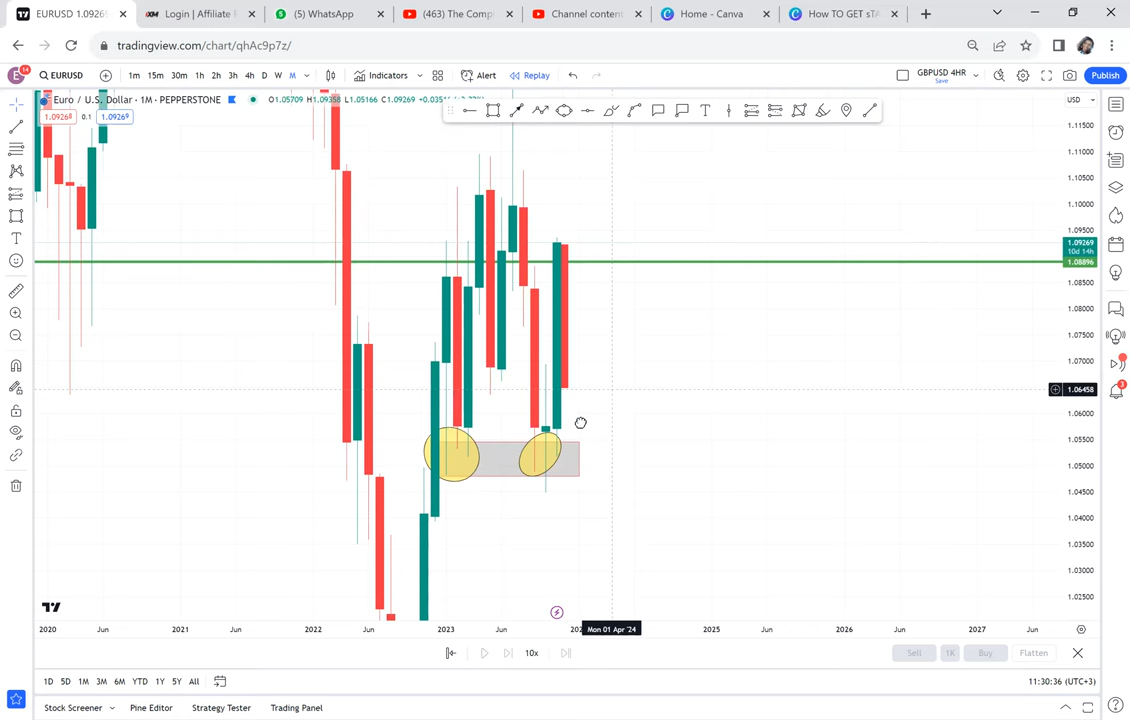 EURUSD 1.0926
Login | Affiliate
(5) WhatsApp
(463) The Comp
Channel content
Home - Canva
How TO GET sTA
tradingview.com/chart/qhAc9p7z/
E 14
EURUSD
1m 15m 30m 1h 2h 3h 4h D W M
Indicators
Alert
Replay
GBPUSD 4HR
Save
Publish
Euro / U.S. Dollar · 1M · PEPPERSTONE
O1.05709 H1.09358 L1.05166 C1.09269
1.09268
0.1
1.09269
USD
1.11500
1.11000
1.10500
1.10000
1.09500
1.09269
10d 14h
1.08896
1.08500
1.08000
1.07500
1.07000
1.06458
1.06000
1.05500
1.05000
1.04500
1.04000
1.03500
1.03000
1.02500
2020 Jun 2021 Jun 2022 Jun 2023 Jun Mon 01 Apr '24 2025 Jun 2026 Jun 2027 Jun
10x
Sell 1K Buy Flatten
1D 5D 1M 3M 6M YTD 1Y 5Y All
11:30:36 (UTC+3)
Stock Screener
Pine Editor
Strategy Tester
Trading Panel
3